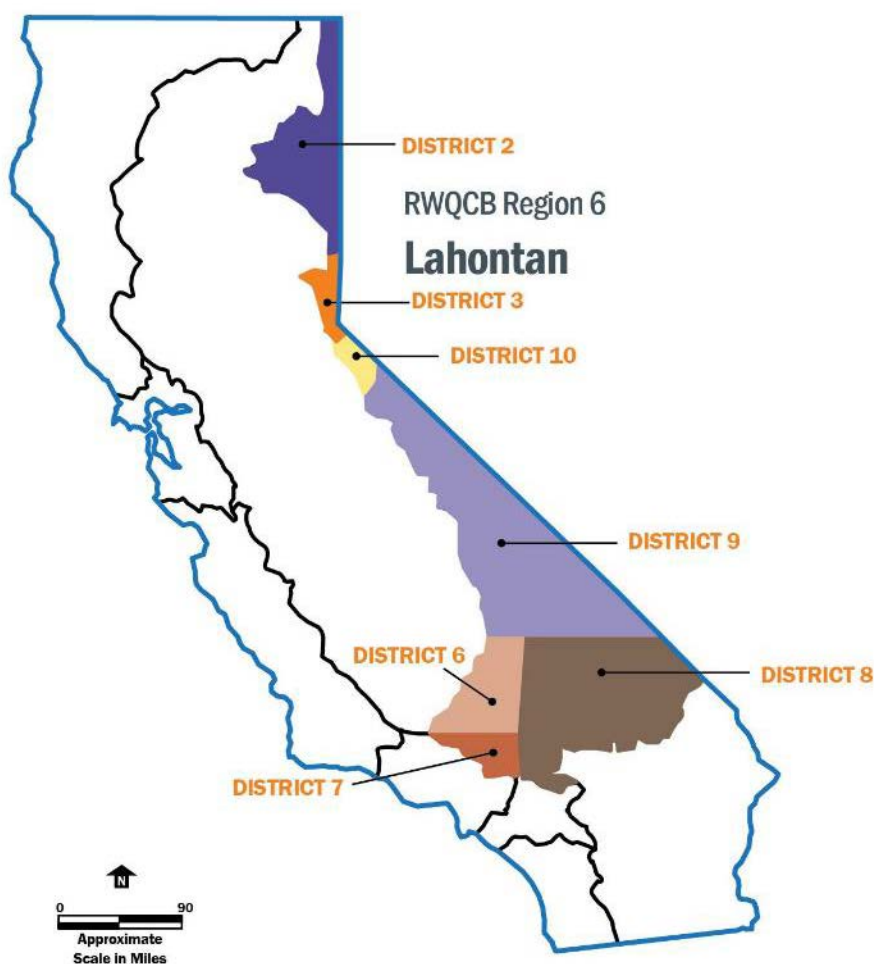 DISTRICT 2
RWQCB Region 6
Lahontan
DISTRICT 3
DISTRICT 10
DISTRICT 9
DISTRICT 6
DISTRICT 8
DISTRICT 7
N
0 90
Approximate
Scale in Miles